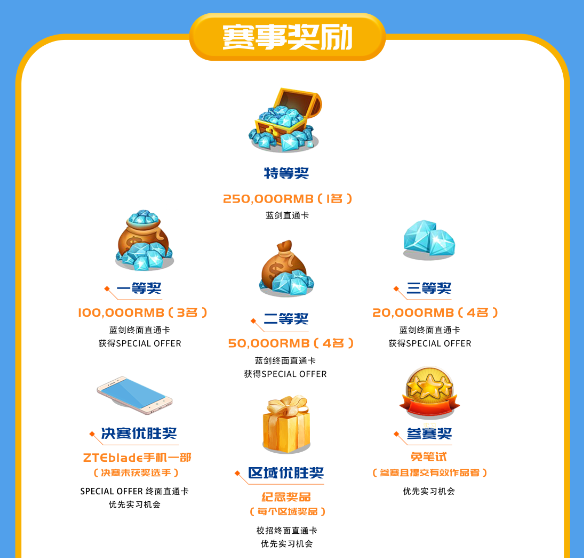 赛事奖励
特等奖
250,000RMB（1名）
蓝剑直通卡
一等奖
100,000RMB（3名）
蓝剑终面直通卡
获得SPECIAL OFFER
二等奖
50,000RMB（4名）
蓝剑终面直通卡
获得SPECIAL OFFER
三等奖
20,000RMB（4名）
蓝剑终面直通卡
获得SPECIAL OFFER
决赛优胜奖
ZTEblade手机一部
（决赛未获奖选手）
SPECIAL OFFER 终面直通卡
优先实习机会
区域优胜奖
纪念奖品
（每个区域奖品）
校招终面直通卡
优先实习机会
参赛奖
免笔试
（参赛且提交有效作品者）
优先实习机会